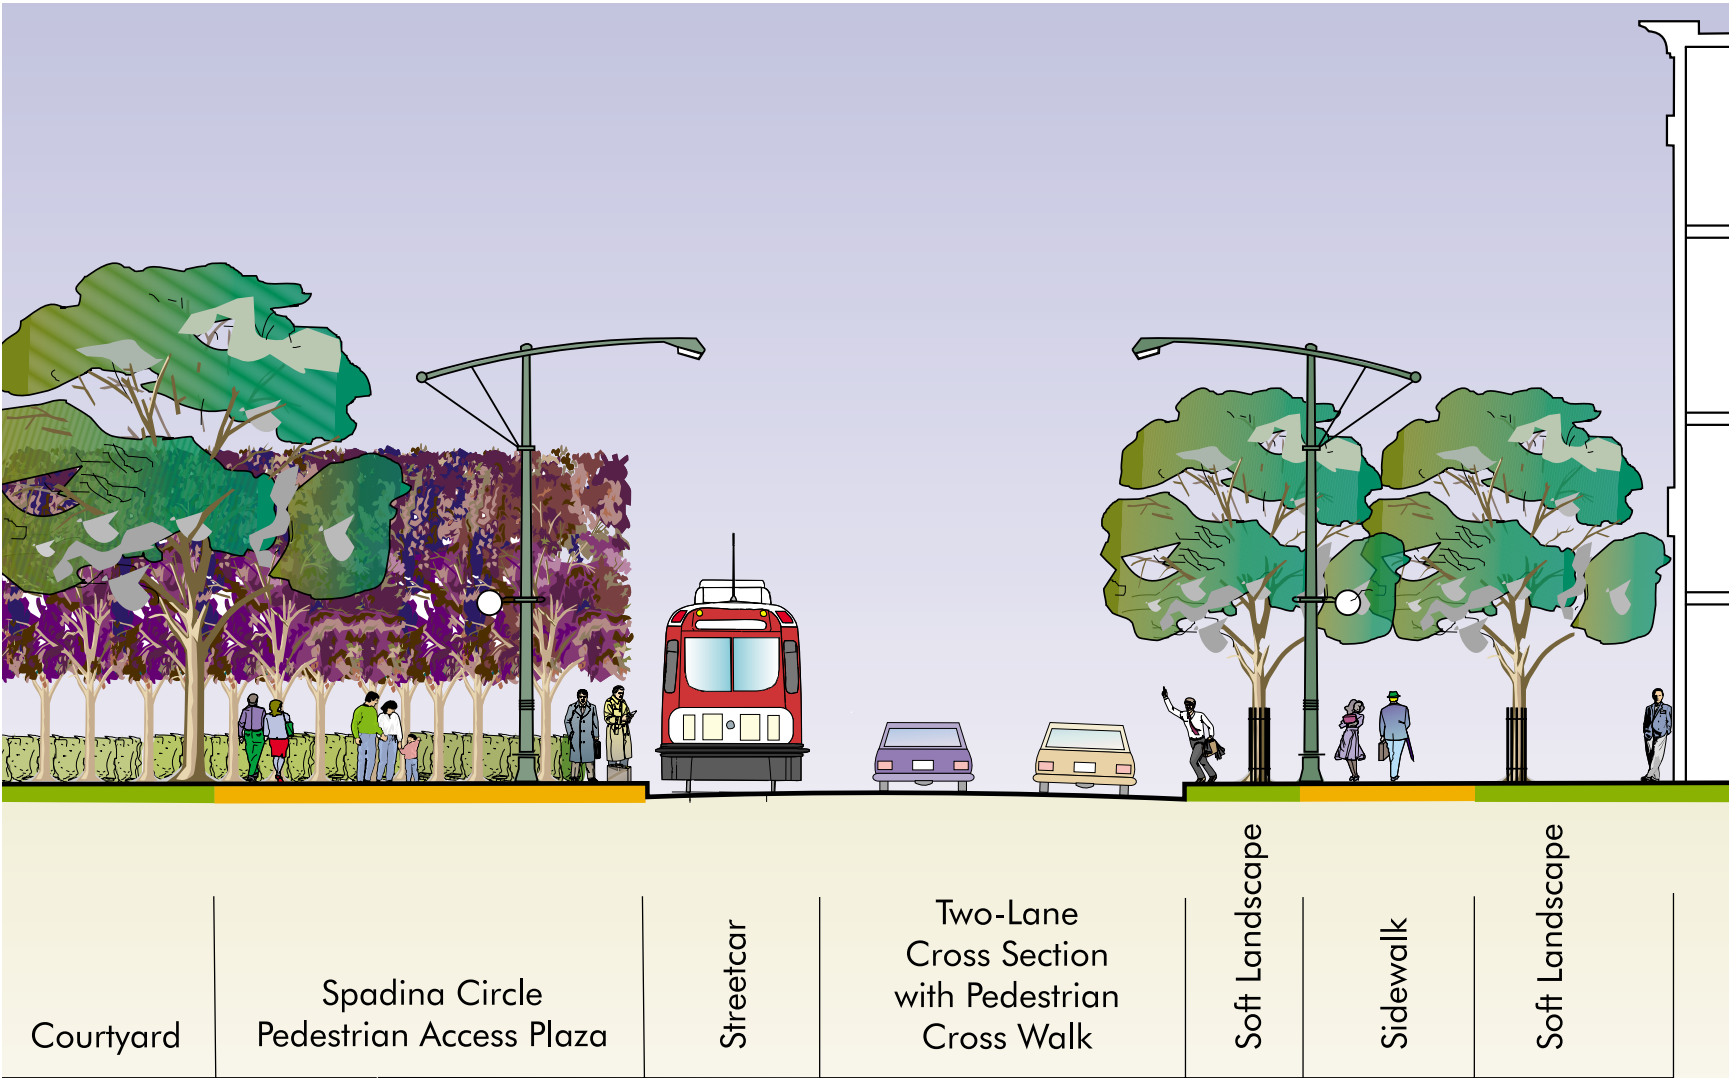 Courtyard
Spadina Circle
Pedestrian Access Plaza
Streetcar
Two-Lane
Cross Section
with Pedestrian
Cross Walk
Soft Landscape
Sidewalk
Soft Landscape